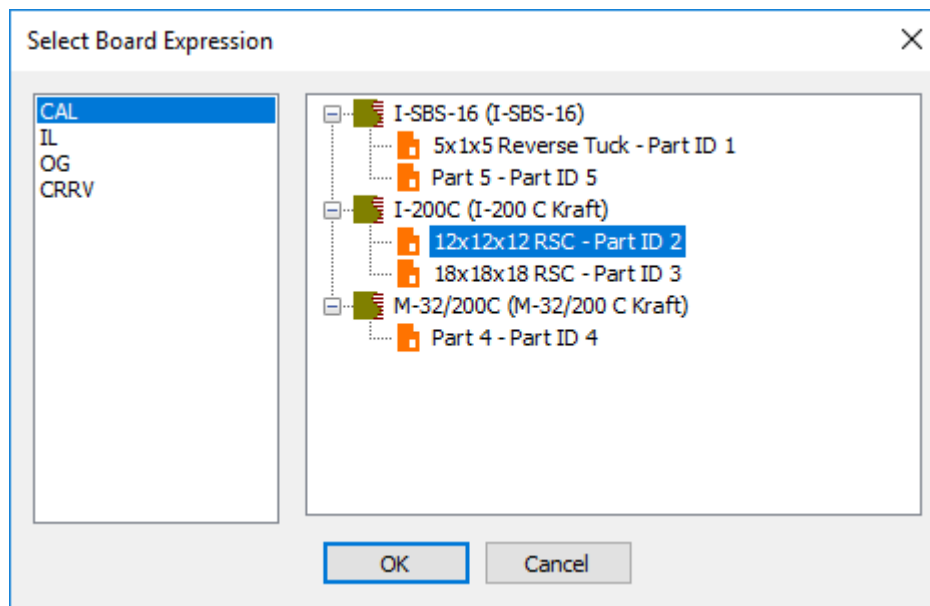 Select Board Expression
CAL
IL
OG
CRRV
I-SBS-16 (I-SBS-16)
5x1x5 Reverse Tuck - Part ID 1
Part 5 - Part ID 5
I-200C (I-200 C Kraft)
12x12x12 RSC - Part ID 2
18x18x18 RSC - Part ID 3
M-32/200C (M-32/200 C Kraft)
Part 4 - Part ID 4
OK
Cancel